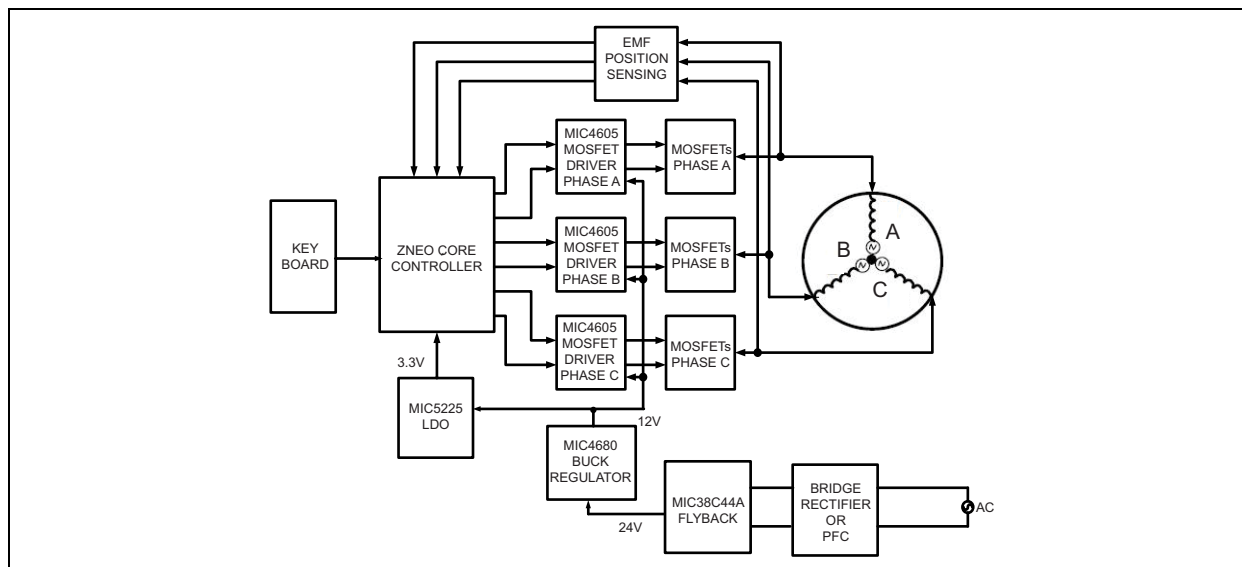 EMF
POSITION
SENSING
MIC4605
MOSFET
DRIVER
PHASE A
MOSFETs
PHASE A
KEY
BOARD
ZNEO CORE
CONTROLLER
MIC4605
MOSFET
DRIVER
PHASE B
MOSFETs
PHASE B
A
B
C
MIC4605
MOSFET
DRIVER
PHASE C
MOSFETs
PHASE C
3.3V
MIC5225
LDO
12V
MIC4680
BUCK
REGULATOR
24V
MIC38C44A
FLYBACK
BRIDGE
RECTIFIER
OR
PFC
AC